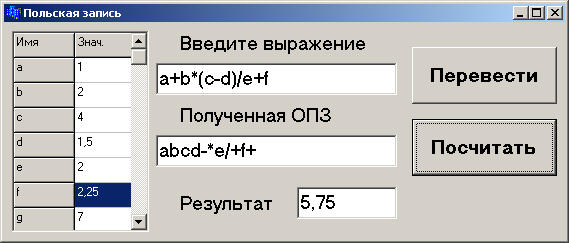 Польская запись
Имя Знач.
a 1
b 2
c 4
d 1,5
e 2
f 2,25
g 7
Введите выражение
a+b*(c-d)/e+f
Полученная ОПЗ
abcd-*e/+f+
Результат 5,75
Перевести
Посчитать